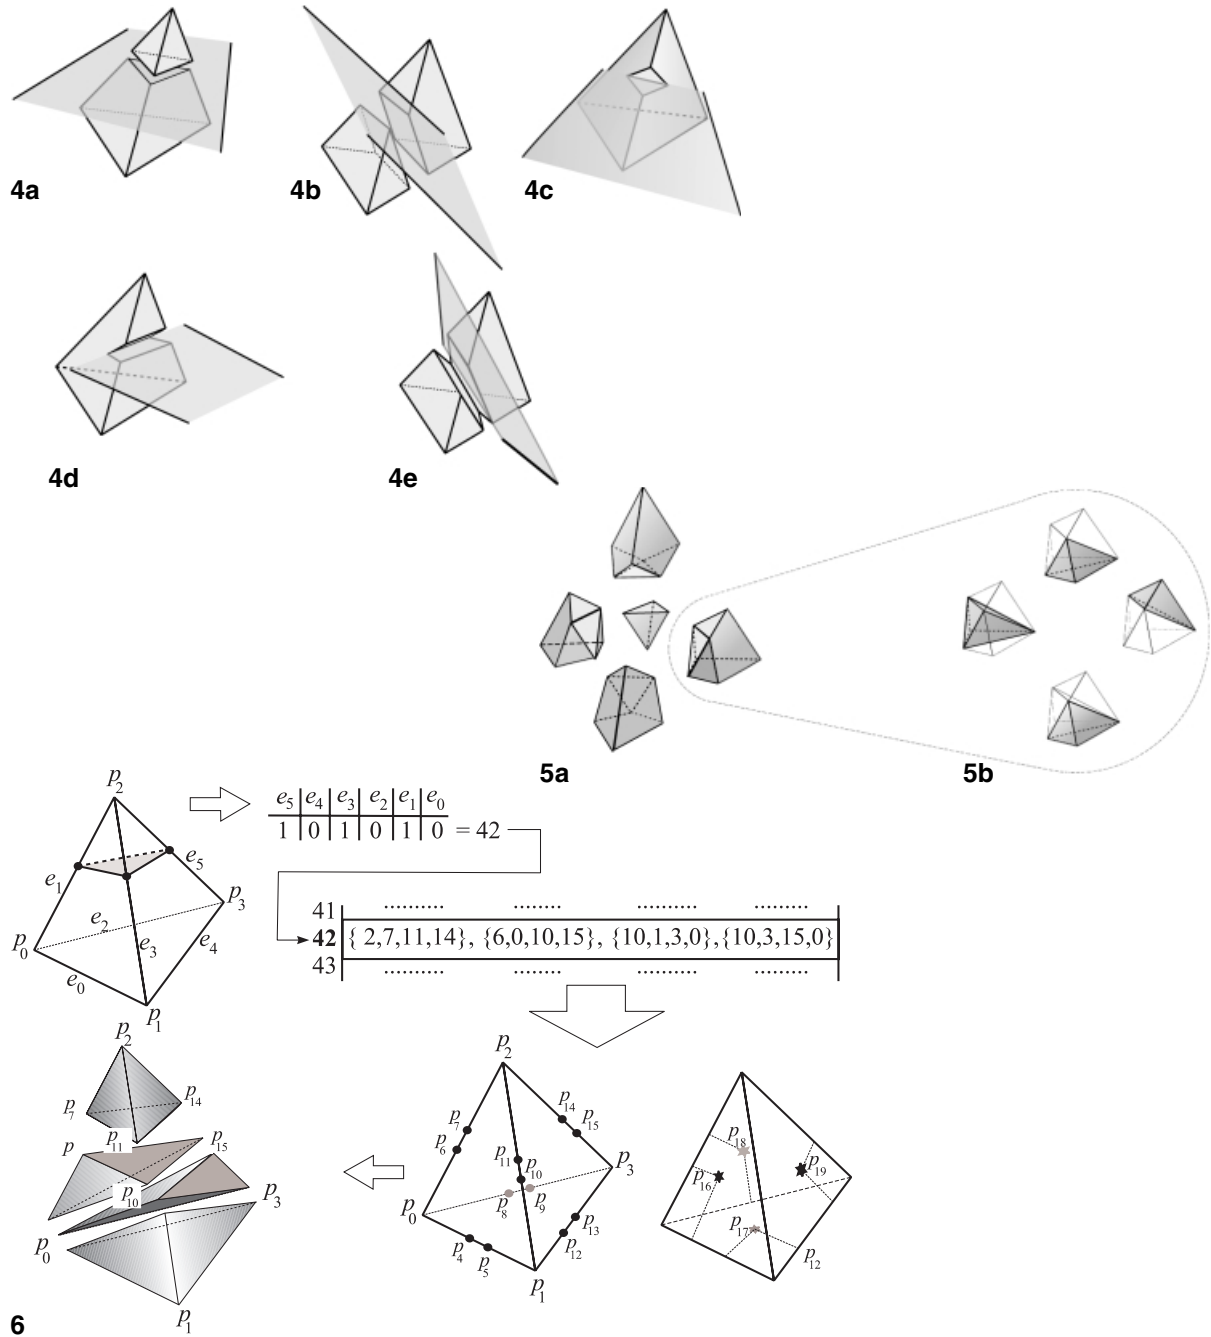 4a
4b
4c
4d
4e
5a
5b
p2
e5 e4 e3 e2 e1 e0
1 0 1 0 1 0 = 42
e5
e1
p3
e2
p0
e3
e4
e0
p1
41 .......... ........ .......... .........
42 { 2,7,11,14}, {6,0,10,15}, {10,1,3,0},{10,3,15,0}
43 .......... ........ .......... .........
p2
p7
p14
p
p11
p15
p10
p3
p0
p1
p2
p7
p14
p6
p15
p11
p10
p3
p0
p8
p9
p4
p5
p13
p12
p1
p18
p19
p16
p17
p12
6